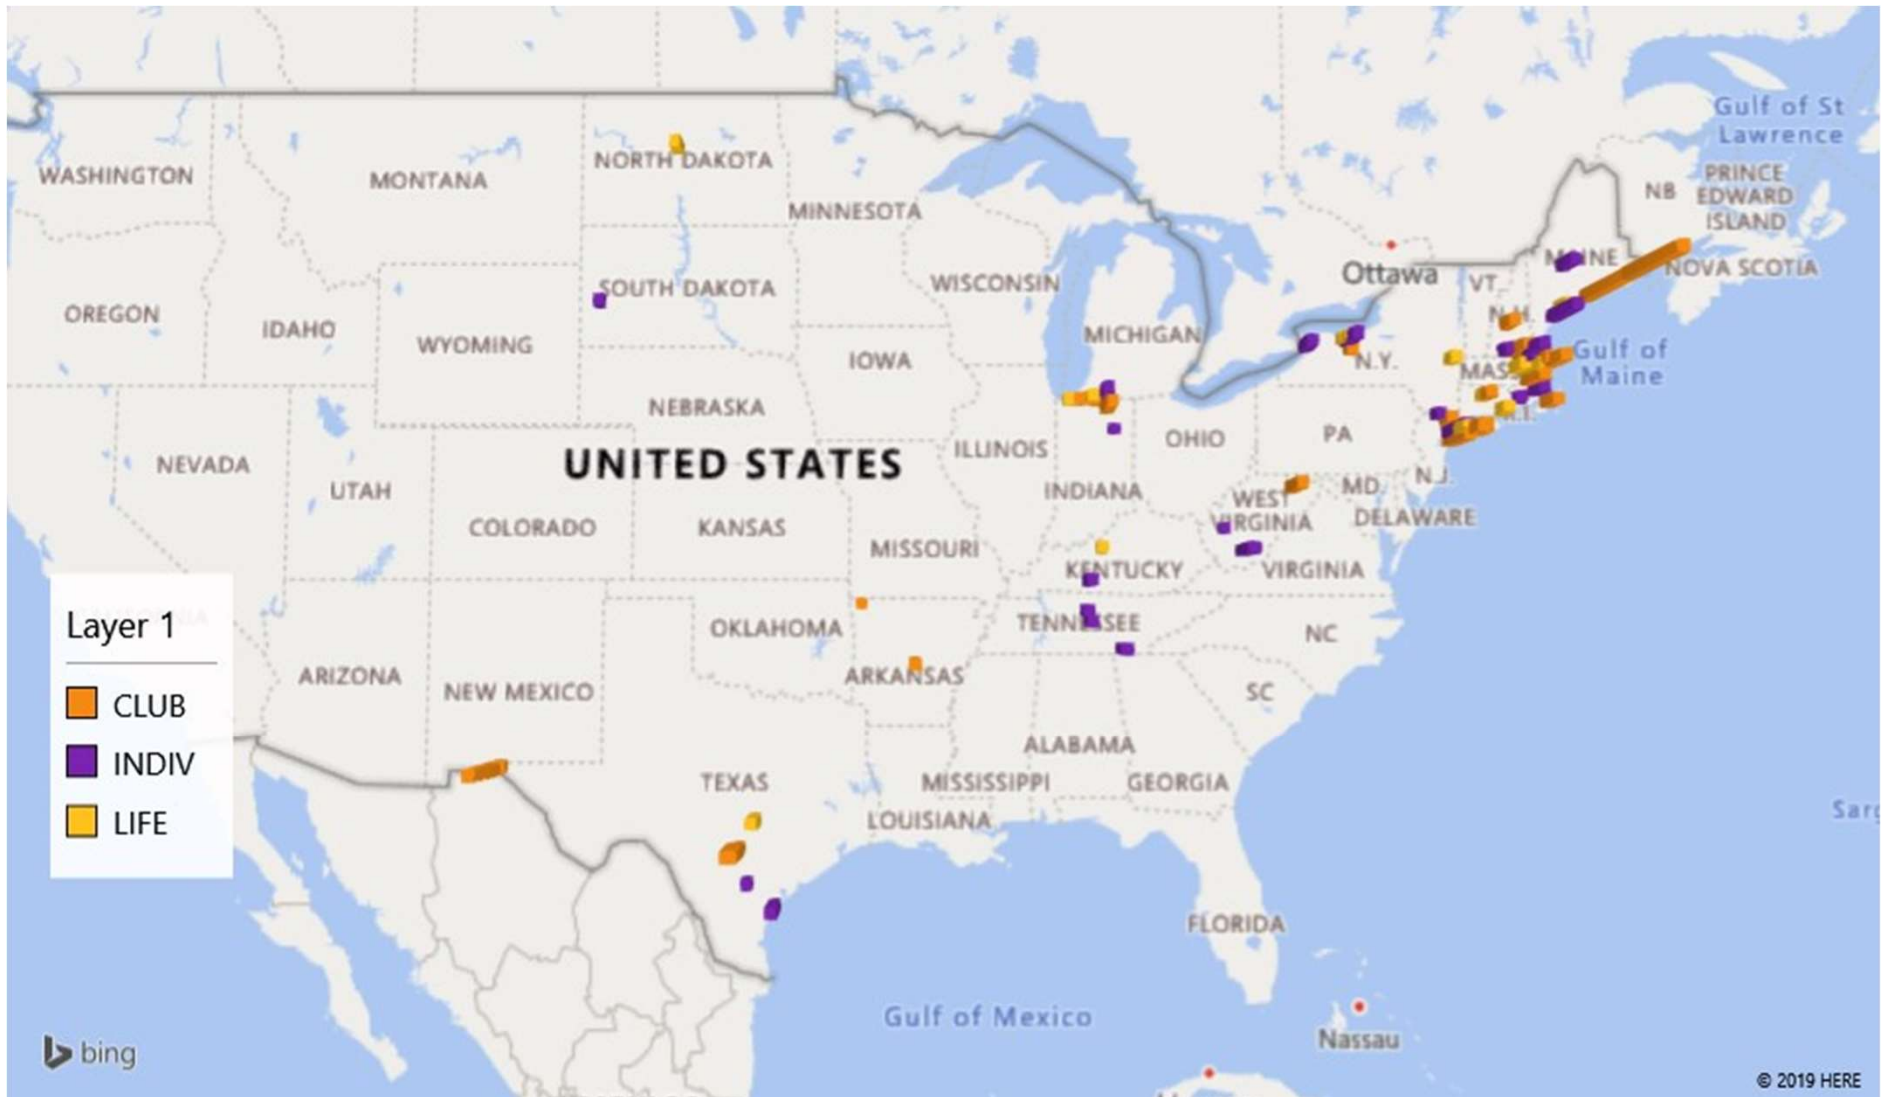 Gulf of St
Lawrence
WASHINGTON
MONTANA
NORTH DAKOTA
MINNESOTA
NB
PRINCE
EDWARD
ISLAND
MAINE
NOVA SCOTIA
Ottawa
VT.
OREGON
IDAHO
WYOMING
SOUTH DAKOTA
WISCONSIN
MICHIGAN
N.H.
N.Y.
MASS
Gulf of
Maine
IOWA
NEBRASKA
R.I.
NEVADA
UTAH
UNITED STATES
ILLINOIS
INDIANA
OHIO
PA
N.J.
MD
DELAWARE
WEST
VIRGINIA
COLORADO
KANSAS
MISSOURI
KENTUCKY
VIRGINIA
CALIFORNIA
ARIZONA
NEW MEXICO
OKLAHOMA
ARKANSAS
TENNESSEE
NC
SC
ALABAMA
TEXAS
MISSISSIPPI
GEORGIA
LOUISIANA
FLORIDA
Gulf of Mexico
Nassau
Layer 1
CLUB
INDIV
LIFE
bing
© 2019 HERE